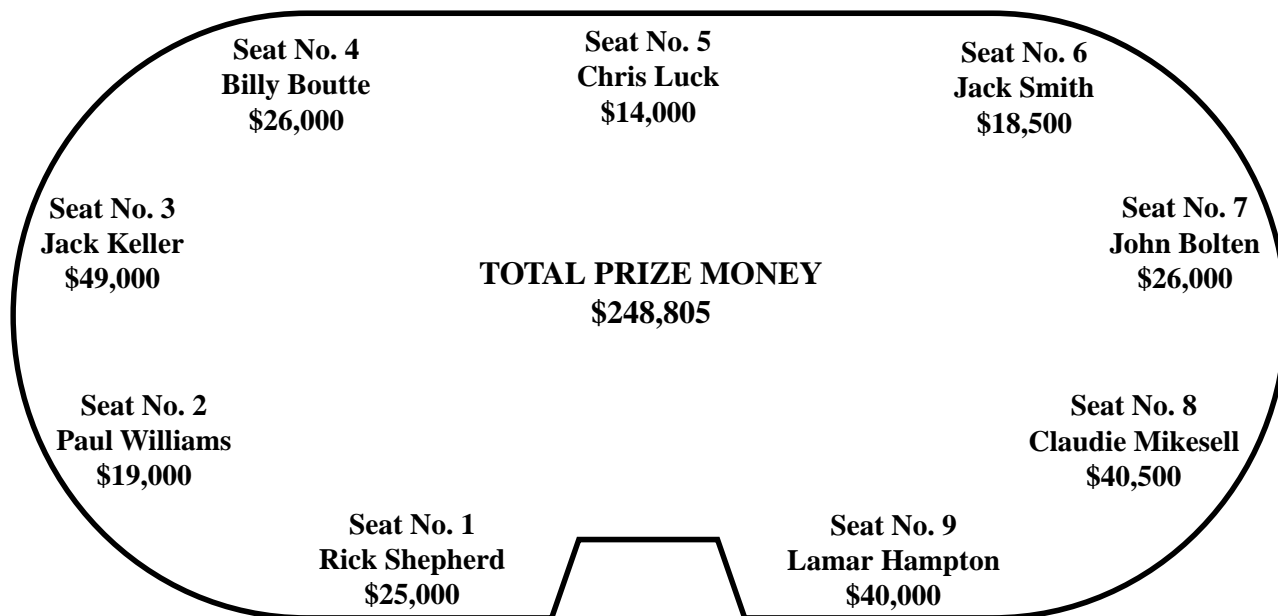 Seat No. 4
Billy Boutte
$26,000
Seat No. 5
Chris Luck
$14,000
Seat No. 6
Jack Smith
$18,500
Seat No. 3
Jack Keller
$49,000
TOTAL PRIZE MONEY
$248,805
Seat No. 7
John Bolten
$26,000
Seat No. 2
Paul Williams
$19,000
Seat No. 8
Claudie Mikesell
$40,500
Seat No. 1
Rick Shepherd
$25,000
Seat No. 9
Lamar Hampton
$40,000